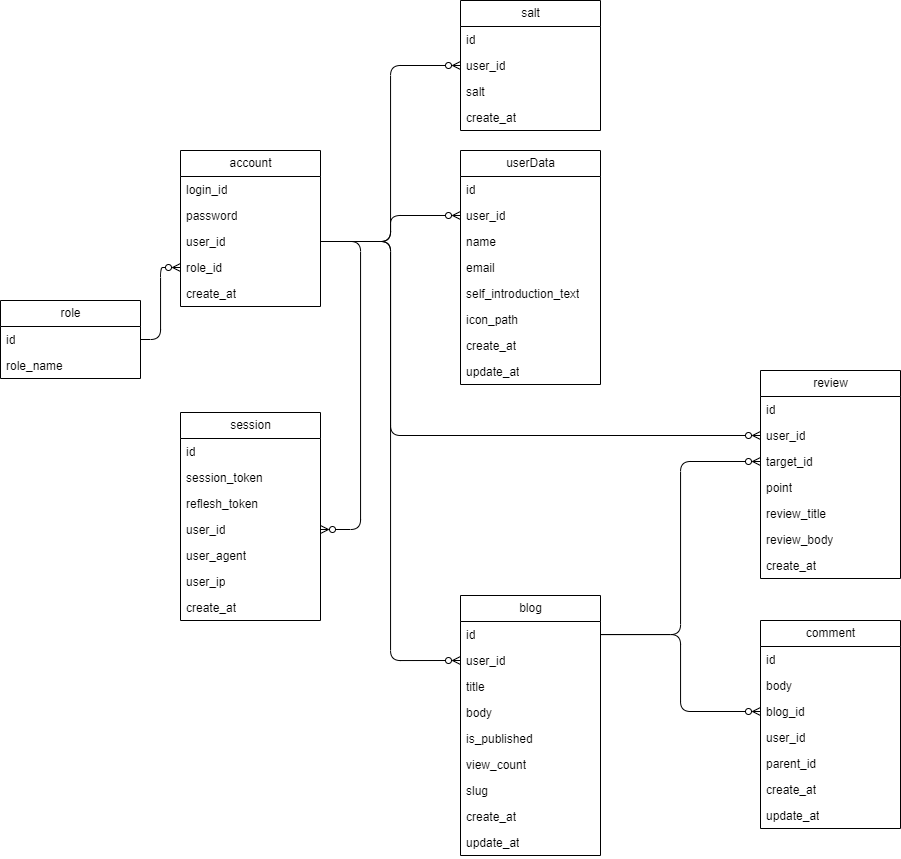 salt
id
user_id
salt
create_at
account
login_id
password
user_id
role_id
create_at
userData
id
user_id
name
email
self_introduction_text
icon_path
create_at
update_at
role
id
role_name
session
id
session_token
reflesh_token
user_id
user_agent
user_ip
create_at
review
id
user_id
target_id
point
review_title
review_body
create_at
blog
id
user_id
title
body
is_published
view_count
slug
create_at
update_at
comment
id
body
blog_id
user_id
parent_id
create_at
update_at